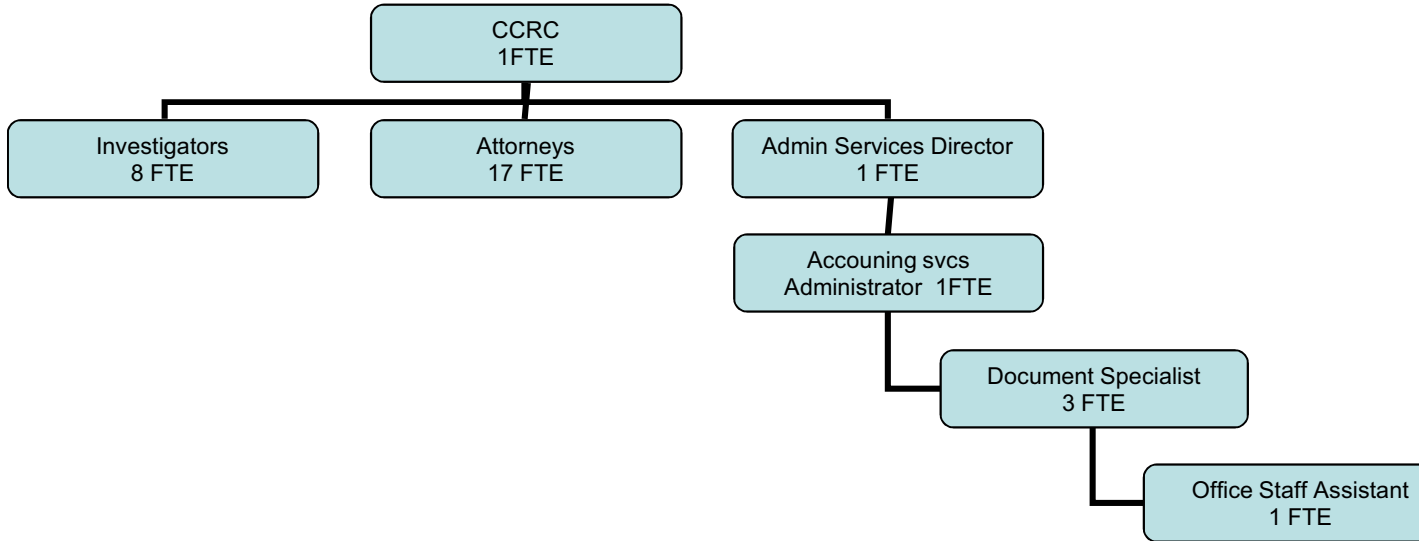 CCRC
1FTE
Investigators
8 FTE
Attorneys
17 FTE
Admin Services Director
1 FTE
Accouning svcs
Administrator 1FTE
Document Specialist
3 FTE
Office Staff Assistant
1 FTE